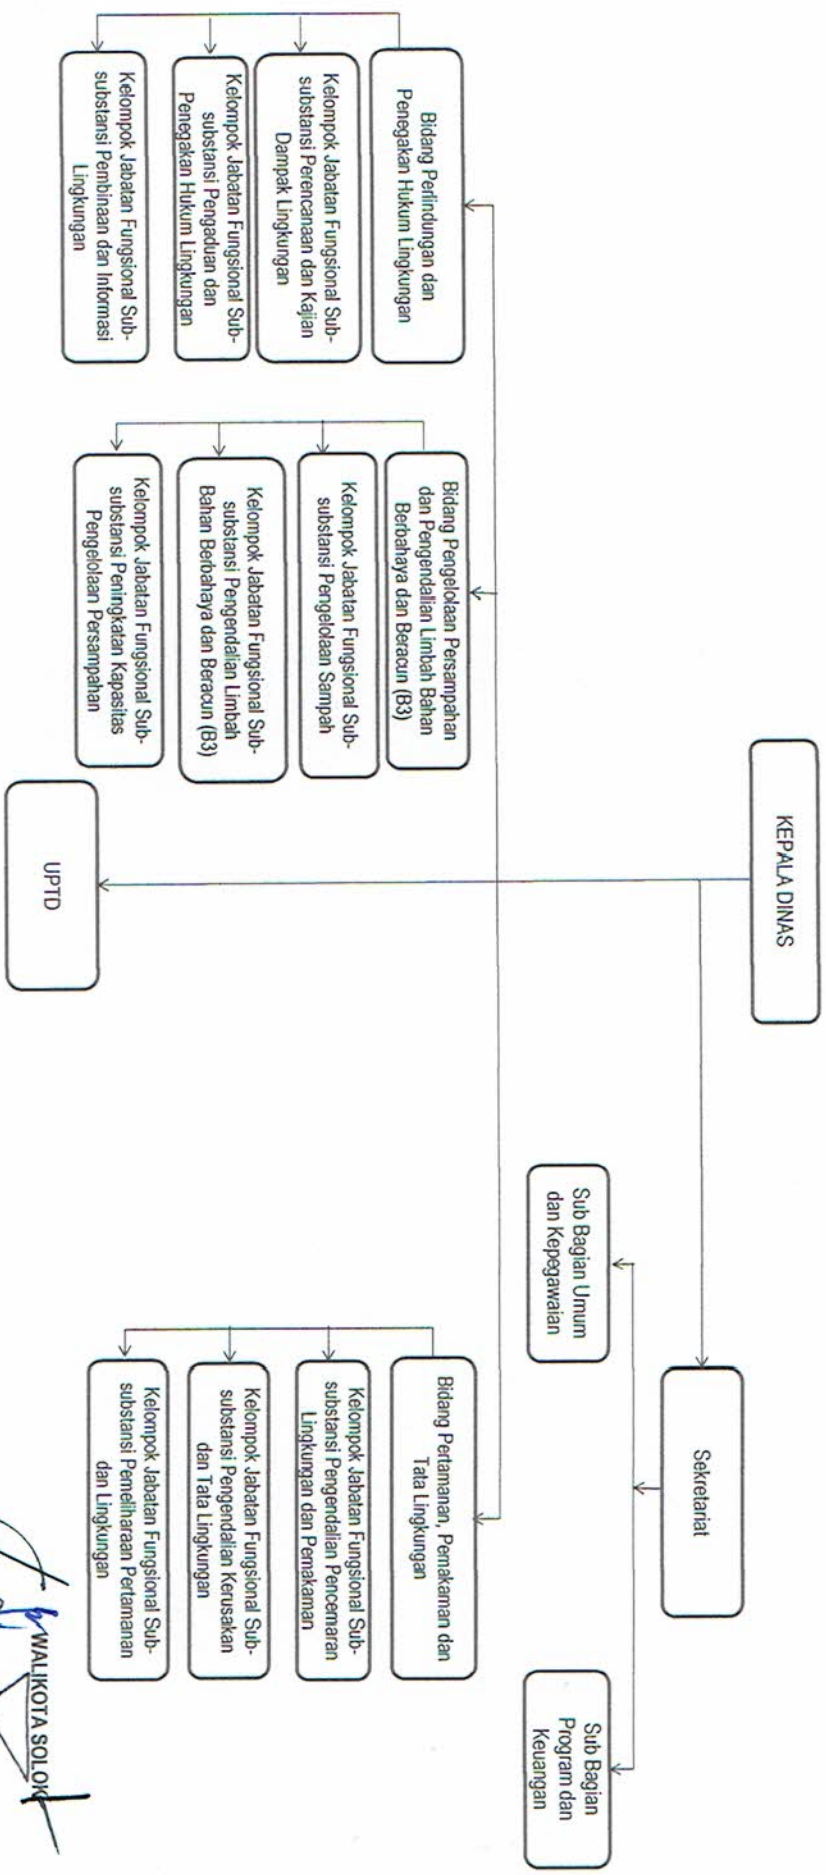 KEPALA DINAS
Sekretariat
Sub Bagian Umum
dan Kepegawaian
Sub Bagian
Program dan
Keuangan
Bidang Perlindungan dan
Penegakan Hukum Lingkungan
Kelompok Jabatan Fungsional Sub-
substansi Perencanaan dan Kajian
Dampak Lingkungan
Kelompok Jabatan Fungsional Sub-
substansi Pengaduan dan
Penegakan Hukum Lingkungan
Kelompok Jabatan Fungsional Sub-
substansi Pembinaan dan Informasi
Lingkungan
Bidang Pengelolaan Persampahan
dan Pengendalian Limbah Bahan
Berbahaya dan Beracun (B3)
Kelompok Jabatan Fungsional Sub-
substansi Pengelolaan Sampah
Kelompok Jabatan Fungsional Sub-
substansi Pengendalian Limbah
Bahan Berbahaya dan Beracun (B3)
Kelompok Jabatan Fungsional Sub-
substansi Peningkatan Kapasitas
Pengelolaan Persampahan
Bidang Pertamanan, Pemakaman dan
Tata Lingkungan
Kelompok Jabatan Fungsional Sub-
substansi Pengendalian Pencemaran
Lingkungan dan Pemakaman
Kelompok Jabatan Fungsional Sub-
substansi Pengendalian Kerusakan
dan Tata Lingkungan
Kelompok Jabatan Fungsional Sub-
substansi Pemeliharaan Pertamanan
dan Lingkungan
UPTD
WALIKOTA SOLOK